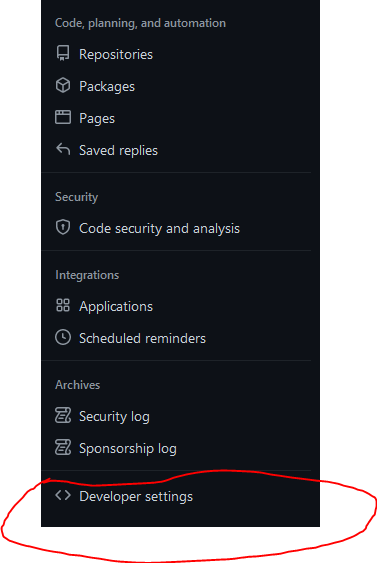 Code, planning, and automation
Repositories
Packages
Pages
Saved replies
Security
Code security and analysis
Integrations
Applications
Scheduled reminders
Archives
Security log
Sponsorship log
Developer settings